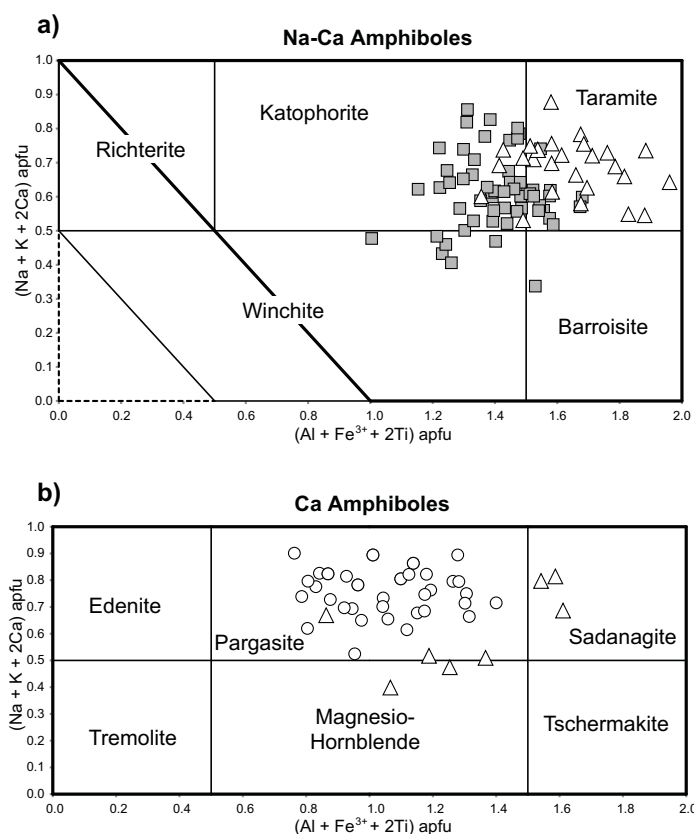 a)
Na-Ca Amphiboles
(Na + K + 2Ca) apfu
1.0
0.9
0.8
0.7
0.6
0.5
0.4
0.3
0.2
0.1
0.0
Richterite
Katophorite
Taramite
Winchite
Barroisite
0.0 0.2 0.4 0.6 0.8 1.0 1.2 1.4 1.6 1.8 2.0
(Al + Fe³⁺ + 2Ti) apfu
b)
Ca Amphiboles
(Na + K + 2Ca) apfu
1.0
0.9
0.8
0.7
0.6
0.5
0.4
0.3
0.2
0.1
0.0
Edenite
Pargasite
Sadanagite
Tremolite
Magnesio-
Hornblende
Tschermakite
0.0 0.2 0.4 0.6 0.8 1.0 1.2 1.4 1.6 1.8 2.0
(Al + Fe³⁺ + 2Ti) apfu